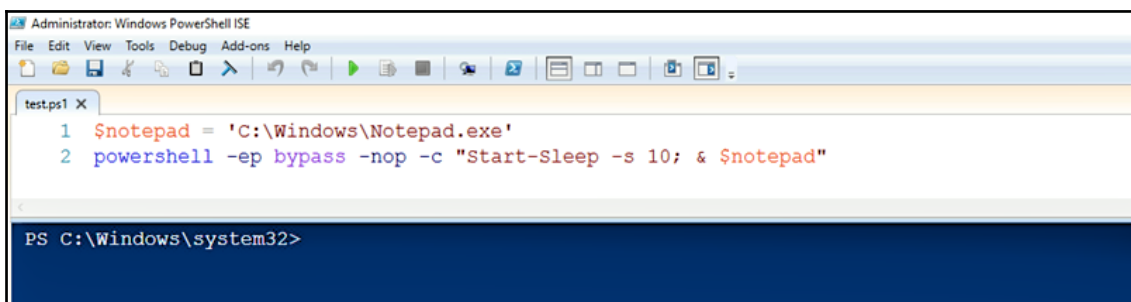 Administrator: Windows PowerShell ISE
File Edit View Tools Debug Add-ons Help
test.ps1 X
1 $notepad = 'C:\Windows\Notepad.exe'
2 powershell -ep bypass -nop -c "Start-Sleep -s 10; & $notepad"
PS C:\Windows\system32>